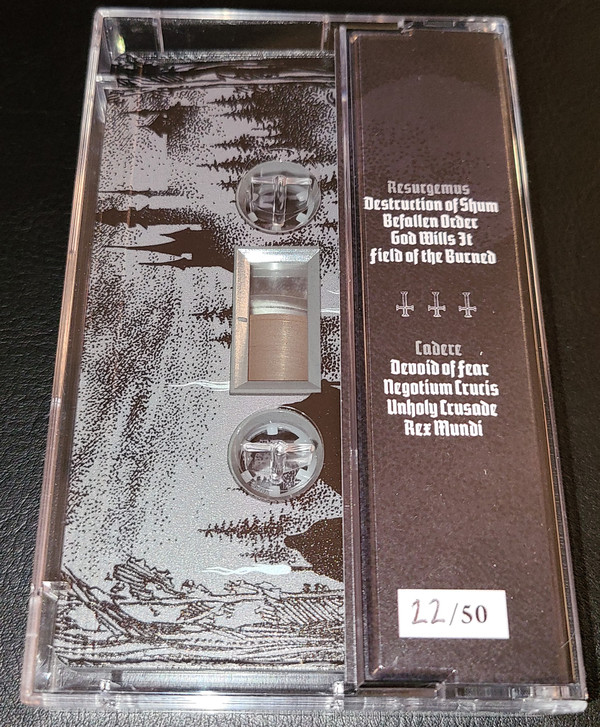 Resurgemus
Destruction of Shum
Befallen Order
God Wills It
Field of the Burned
Cadere
Devoid of Fear
Negotium Crucis
Unholy Crusade
Rex Mundi
22/50